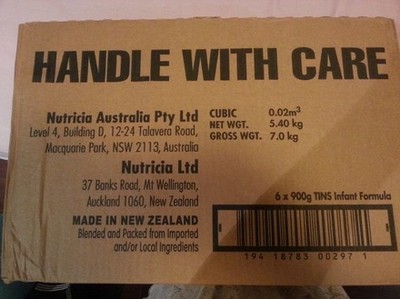 HANDLE WITH CARE
Nutricia Australia Pty Ltd
Level 4, Building D, 12-24 Talavera Road,
Macquarie Park, NSW 2113, Australia
Nutricia Ltd
37 Banks Road, Mt Wellington,
Auckland 1060, New Zealand
MADE IN NEW ZEALAND
Blended and Packed from Imported
and/or Local Ingredients
CUBIC 0.02m³
NET WGT. 5.40 kg
GROSS WGT. 7.0 kg
6 x 900g TINS Infant Formula
194 18783 00297 1